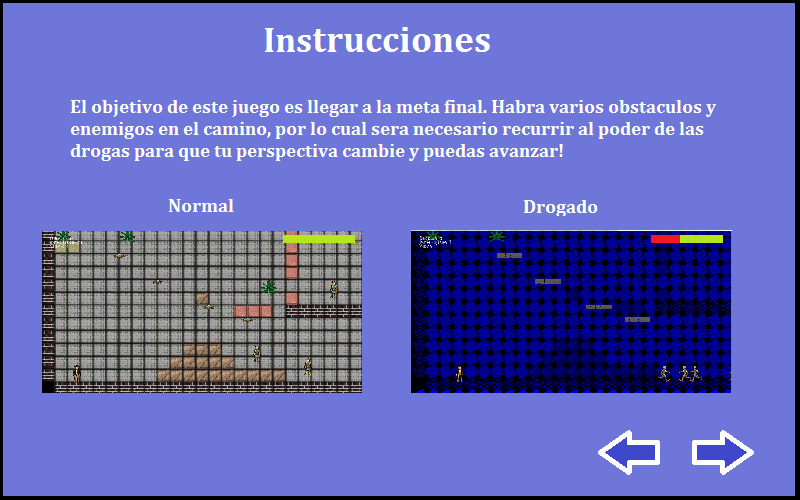 Instrucciones
El objetivo de este juego es llegar a la meta final. Habra varios obstaculos y
enemigos en el camino, por lo cual sera necesario recurrir al poder de las
drogas para que tu perspectiva cambie y puedas avanzar!
Normal
Drogado